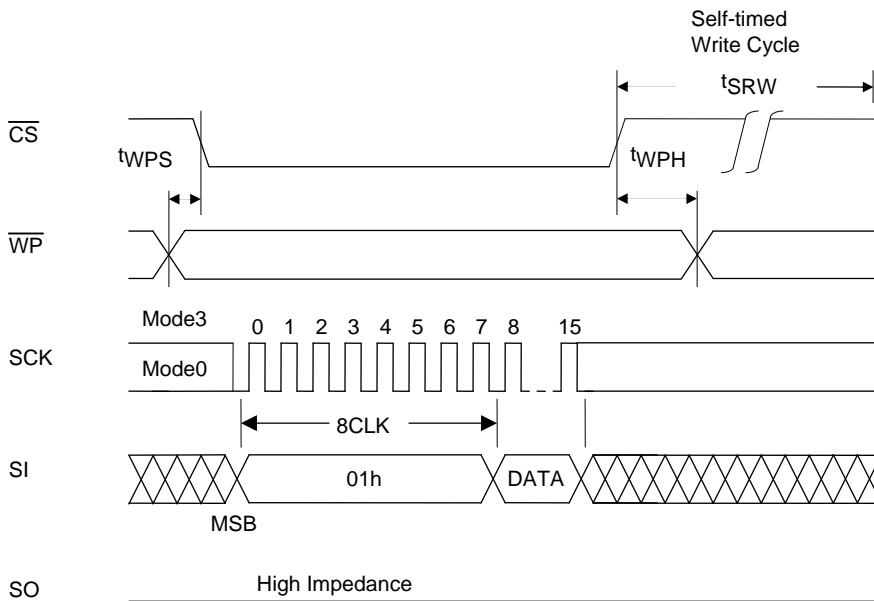 Self-timed
Write Cycle
tSRW
CS
tWPS
tWPH
WP
Mode3
0 1 2 3 4 5 6 7 8 15
SCK
Mode0
8CLK
SI
01h
DATA
MSB
SO
High Impedance